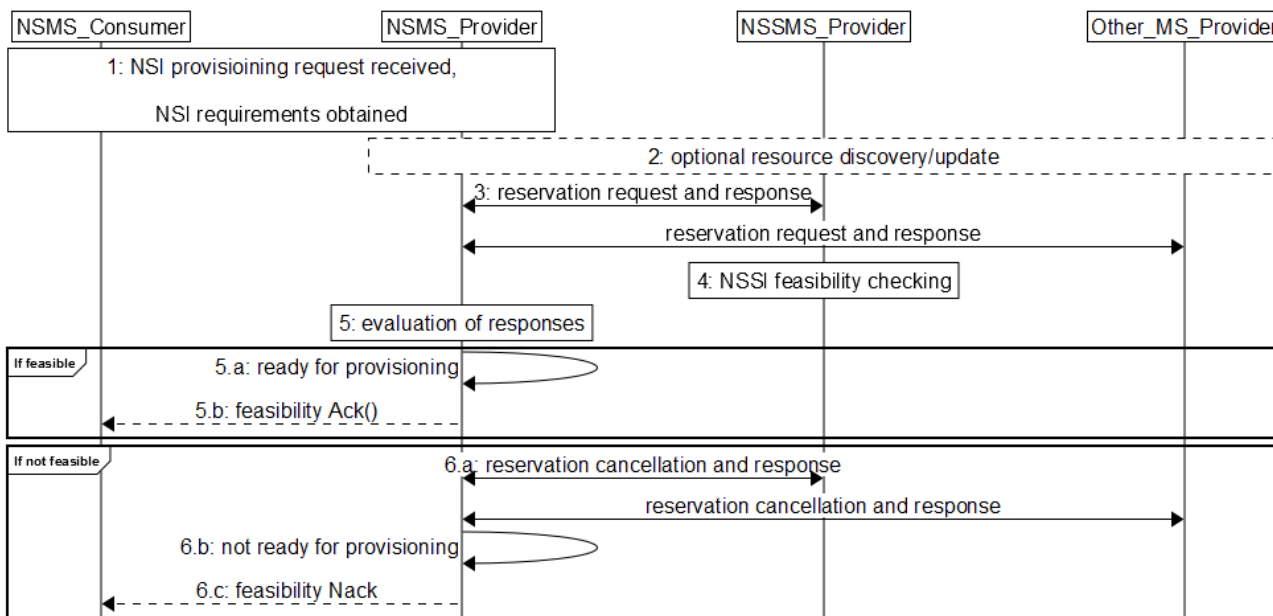 NSMS_Consumer
NSMS_Provider
NSSMS_Provider
Other_MS_Provider
1: NSI provisioining request received,
NSI requirements obtained
2: optional resource discovery/update
3: reservation request and response
reservation request and response
4: NSSI feasibility checking
5: evaluation of responses
If feasible
5.a: ready for provisioning
5.b: feasibility Ack()
If not feasible
6.a: reservation cancellation and response
reservation cancellation and response
6.b: not ready for provisioning
6.c: feasibility Nack